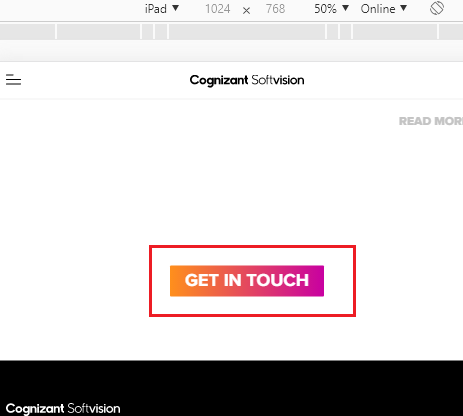 iPad ▼ 1024 × 768 50% ▼ Online ▼
Cognizant Softvision
READ MOR
GET IN TOUCH
Cognizant Softvision